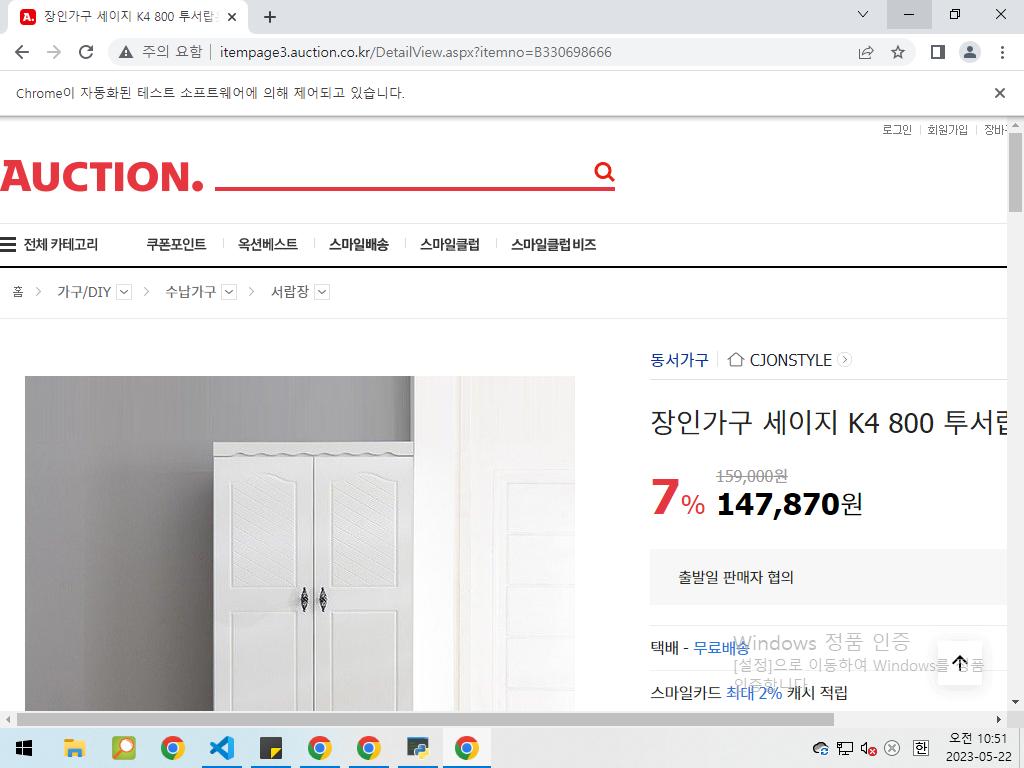 장인가구 세이지 K4 800 투서랍
주의 요함
itempage3.auction.co.kr/DetailView.aspx?itemno=B330698666
Chrome이 자동화된 테스트 소프트웨어에 의해 제어되고 있습니다.
로그인 회원가입 장바구
AUCTION.
전체 카테고리 쿠폰포인트 옥션베스트 스마일배송 스마일클럽 스마일클럽 비즈
홈 가구/DIY 수납가구 서랍장
동서가구 CJONSTYLE
장인가구 세이지 K4 800 투서랍
159,000원
7% 147,870원
출발일 판매자 협의
택배 - 무료배송
Windows 정품 인증
[설정]으로 이동하여 Windows를 정품
인증합니다.
스마일카드 최대 2% 캐시 적립
한
오전 10:51
2023-05-22